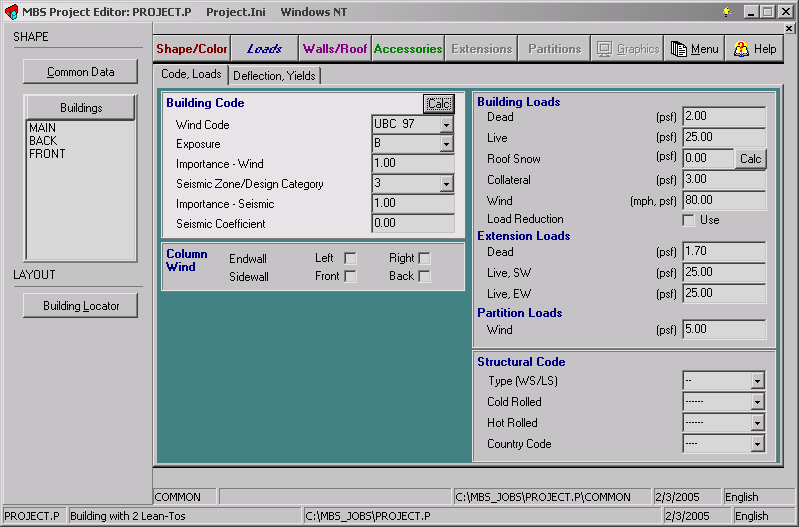 MBS Project Editor: PROJECT.P Project.Ini Windows NT
SHAPE
Common Data
Buildings
MAIN
BACK
FRONT
LAYOUT
Building Locator
Shape/Color Loads Walls/Roof Accessories Extensions Partitions Graphics Menu Help
Code, Loads Deflection, Yields
Building Code Calc
Wind Code UBC 97
Exposure B
Importance - Wind 1.00
Seismic Zone/Design Category 3
Importance - Seismic 1.00
Seismic Coefficient 0.00
Column Wind
Endwall Left Right
Sidewall Front Back
Building Loads
Dead (psf) 2.00
Live (psf) 25.00
Roof Snow (psf) 0.00 Calc
Collateral (psf) 3.00
Wind (mph, psf) 80.00
Load Reduction Use
Extension Loads
Dead (psf) 1.70
Live, SW (psf) 25.00
Live, EW (psf) 25.00
Partition Loads
Wind (psf) 5.00
Structural Code
Type (WS/LS) --
Cold Rolled ------
Hot Rolled ------
Country Code ----
COMMON C:\MBS_JOBS\PROJECT.P\COMMON 2/3/2005 English
PROJECT.P Building with 2 Lean-Tos C:\MBS_JOBS\PROJECT.P 2/3/2005 English